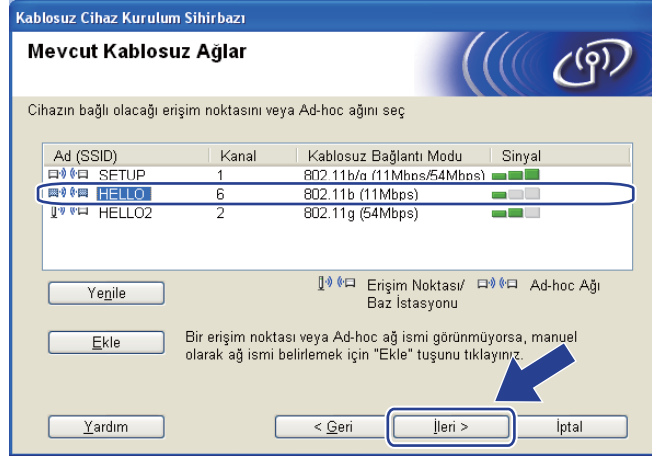 Kablosuz Cihaz Kurulum Sihirbazı
Mevcut Kablosuz Ağlar
Cihazın bağlı olacağı erişim noktasını veya Ad-hoc ağını seç
Ad (SSID) Kanal Kablosuz Bağlantı Modu Sinyal
SETUP 1 802.11b/g (11Mbps/54Mbps)
HELLO 6 802.11b (11Mbps)
HELLO2 2 802.11g (54Mbps)
Yenile
Erişim Noktası/ Ad-hoc Ağı
Baz İstasyonu
Ekle
Bir erişim noktası veya Ad-hoc ağ ismi görünmüyorsa, manuel
olarak ağ ismi belirlemek için "Ekle" tuşunu tıklayınız.
Yardım < Geri İleri > İptal